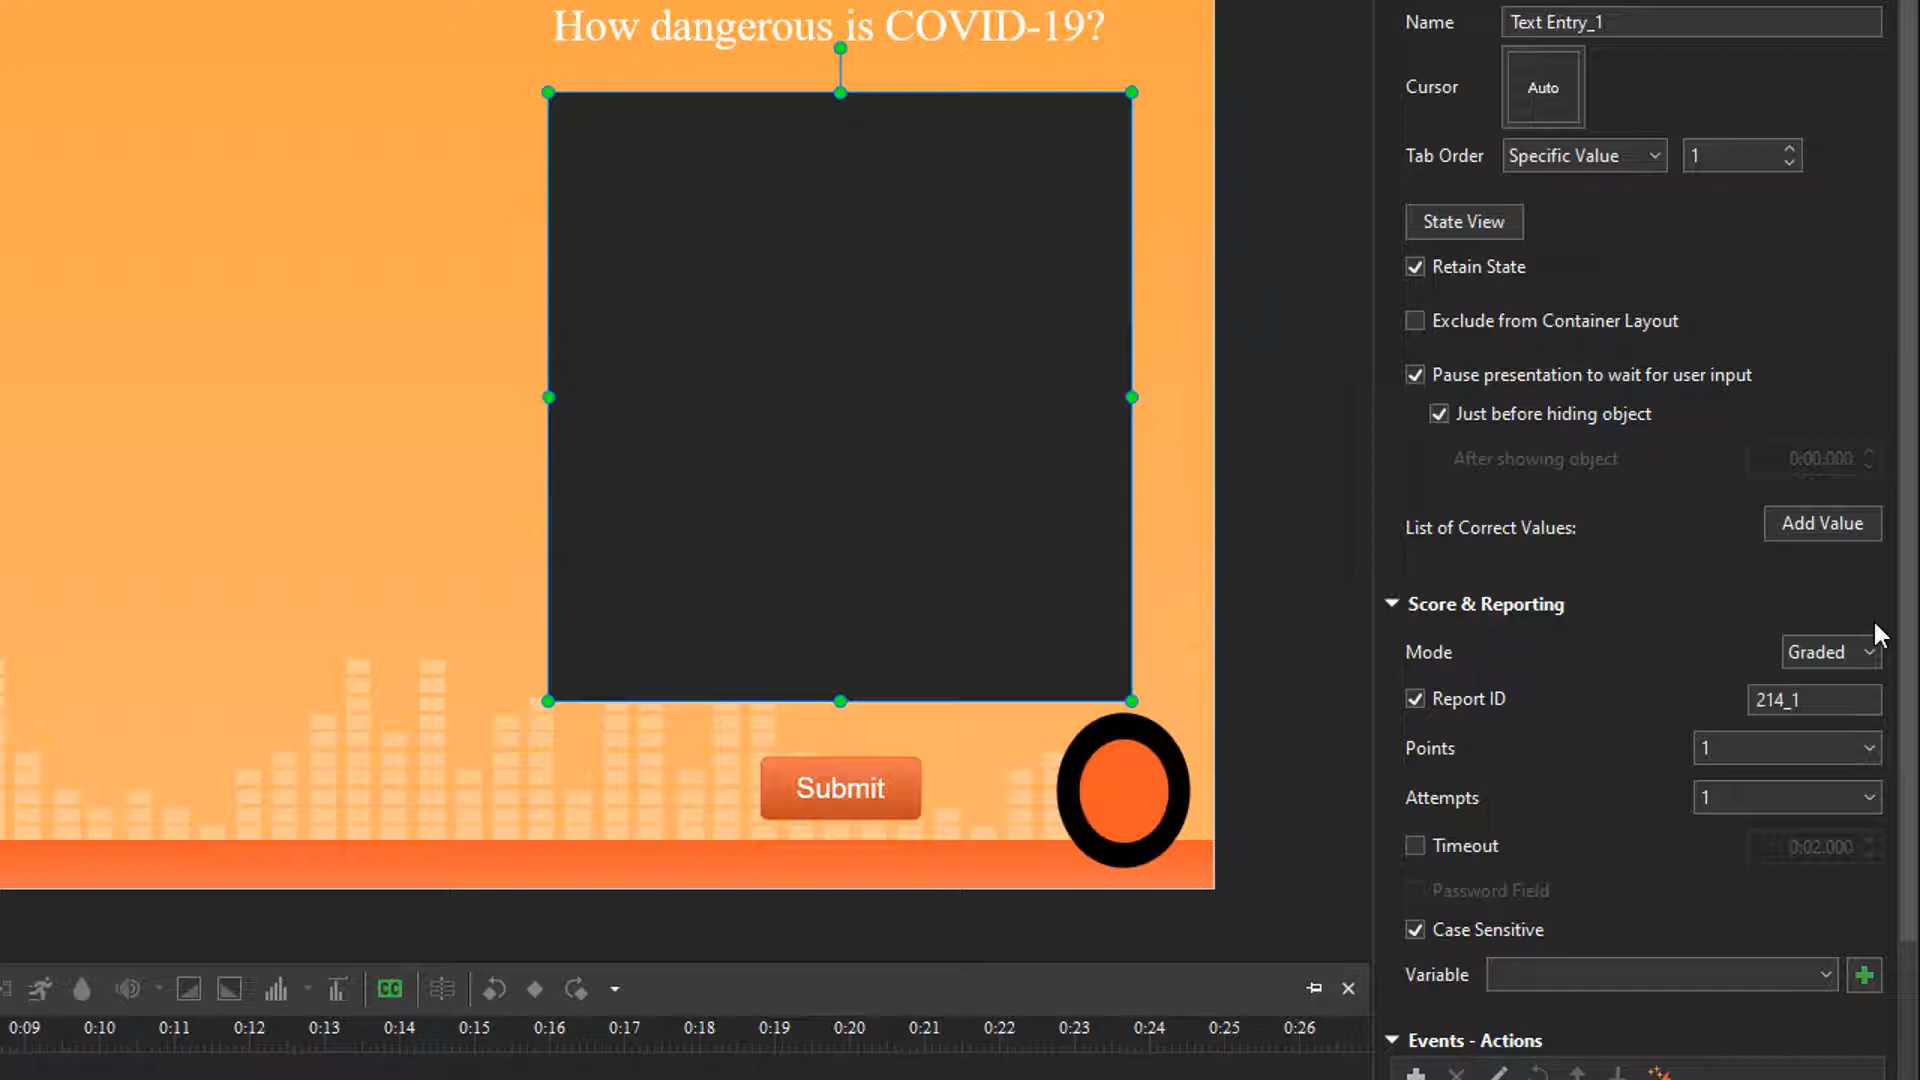 How dangerous is COVID-19?
Submit
Name Text Entry_1
Cursor Auto
Tab Order Specific Value 1
State View
Retain State
Exclude from Container Layout
Pause presentation to wait for user input
Just before hiding object
After showing object 0:00.000
List of Correct Values: Add Value
Score & Reporting
Mode Graded
Report ID 214_1
Points 1
Attempts 1
Timeout 0:02.000
Password Field
Case Sensitive
Variable
Events - Actions
CC
0:09 0:10 0:11 0:12 0:13 0:14 0:15 0:16 0:17 0:18 0:19 0:20 0:21 0:22 0:23 0:24 0:25 0:26